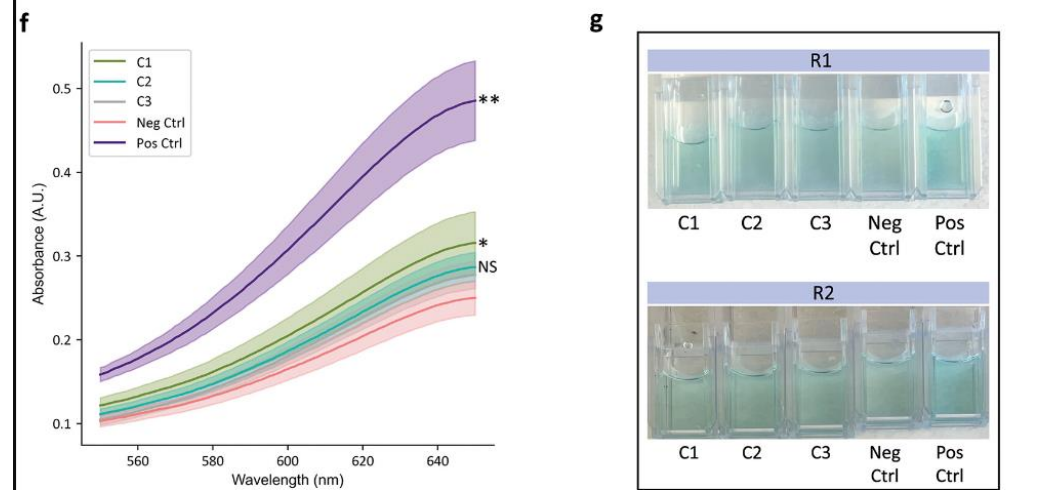 f
C1
C2
C3
Neg Ctrl
Pos Ctrl
Absorbance (A.U.)
0.5
0.4
0.3
0.2
0.1
**
*
NS
560 580 600 620 640
Wavelength (nm)
g
R1
C1 C2 C3 Neg Pos
Ctrl Ctrl
R2
C1 C2 C3 Neg Pos
Ctrl Ctrl